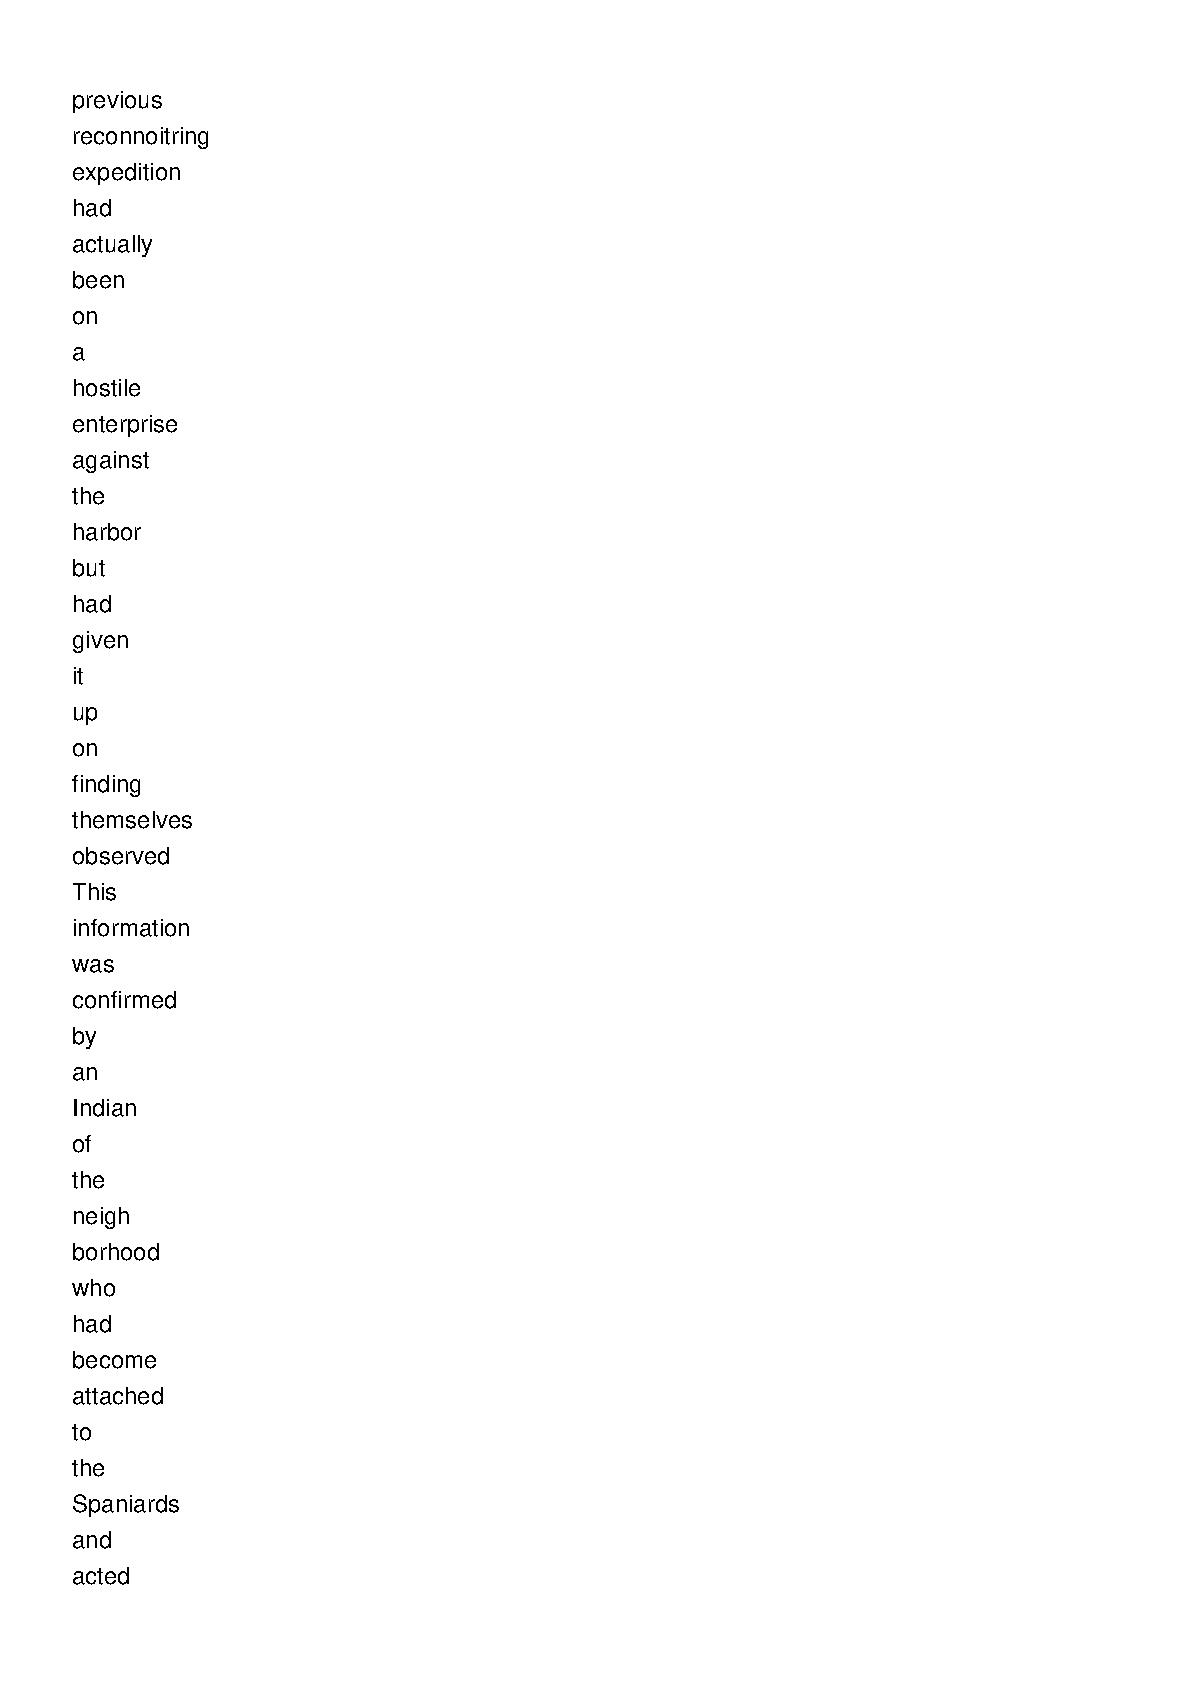 previous
reconnoitring
expedition
had
actually
been
on
a
hostile
enterprise
against
the
harbor
but
had
given
it
up
on
finding
themselves
observed
This
information
was
confirmed
by
an
Indian
of
the
neigh
borhood
who
had
become
attached
to
the
Spaniards
and
acted